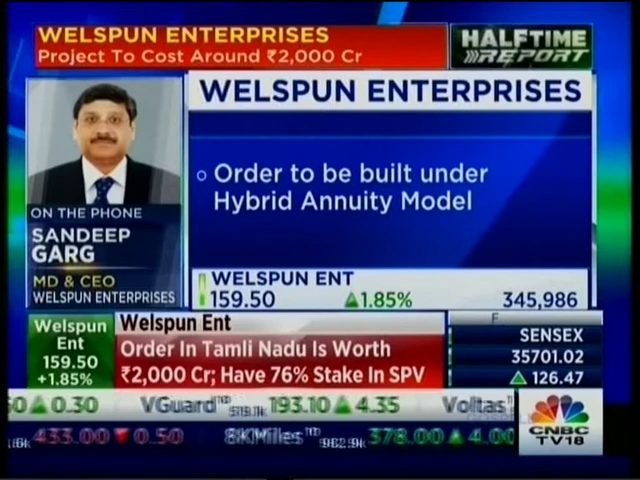 WELSPUN ENTERPRISES
Project To Cost Around ₹2,000 Cr
HALFTIME
REPORT
WELSPUN ENTERPRISES
Order to be built under
Hybrid Annuity Model
ON THE PHONE
SANDEEP
GARG
MD & CEO
WELSPUN ENTERPRISES
WELSPUN ENT
159.50 ▲1.85% 345,986
Welspun
Ent
159.50
+1.85%
Welspun Ent
Order In Tamli Nadu Is Worth
₹2,000 Cr; Have 76% Stake In SPV
F
SENSEX
35701.02
▲ 126.47
0 ▲0.30 VGuard 193.10 ▲4.35 Voltas
433.00 ▼0.50 8KMiles 378.00 ▲4.00
CNBC
TV18